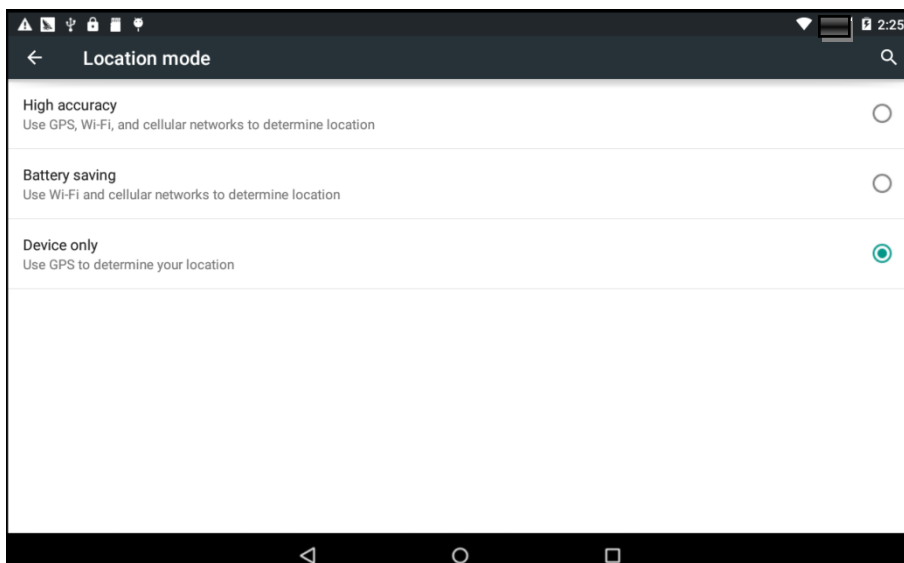 2:25
Location mode
High accuracy
Use GPS, Wi-Fi, and cellular networks to determine location
Battery saving
Use Wi-Fi and cellular networks to determine location
Device only
Use GPS to determine your location